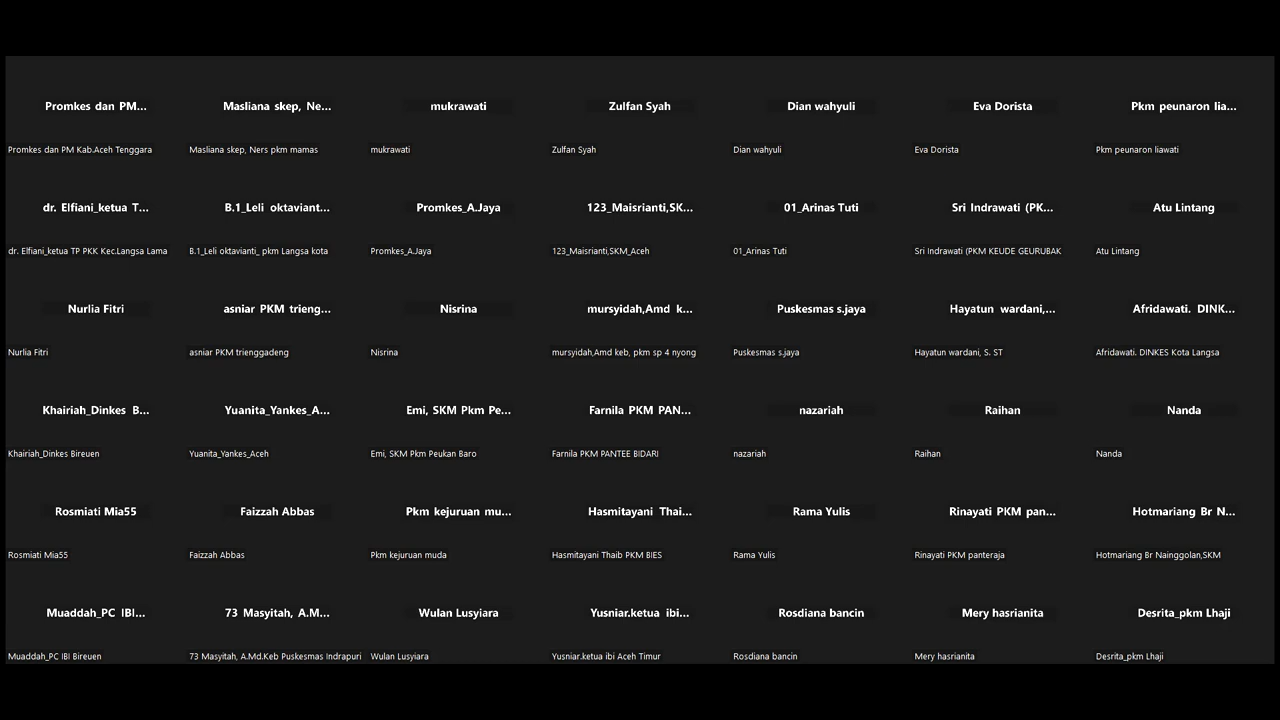 Promkes dan PM...
Masliana skep, Ne...
mukrawati
Zulfan Syah
Dian wahyuli
Eva Dorista
Pkm peunaron lia...
Promkes dan PM Kab.Aceh Tenggara
Masliana skep, Ners pkm mamas
mukrawati
Zulfan Syah
Dian wahyuli
Eva Dorista
Pkm peunaron liawati
dr. Elfiani_ketua T...
B.1_Leli oktaviant...
Promkes_A.Jaya
123_Maisrianti,SK...
01_Arinas Tuti
Sri Indrawati (PK...
Atu Lintang
dr. Elfiani_ketua TP PKK Kec.Langsa Lama
B.1_Leli oktavianti_ pkm Langsa kota
Promkes_A.Jaya
123_Maisrianti,SKM_Aceh
01_Arinas Tuti
Sri Indrawati (PKM KEUDE GEURUBAK
Atu Lintang
Nurlia Fitri
asniar PKM trieng...
Nisrina
mursyidah,Amd k...
Puskesmas s.jaya
Hayatun wardani,...
Afridawati. DINK...
Nurlia Fitri
asniar PKM trienggadeng
Nisrina
mursyidah,Amd keb, pkm sp 4 nyong
Puskesmas s.jaya
Hayatun wardani, S. ST
Afridawati. DINKES Kota Langsa
Khairiah_Dinkes B...
Yuanita_Yankes_A...
Emi, SKM Pkm Pe...
Farnila PKM PAN...
nazariah
Raihan
Nanda
Khairiah_Dinkes Bireuen
Yuanita_Yankes_Aceh
Emi, SKM Pkm Peukan Baro
Farnila PKM PANTEE BIDARI
nazariah
Raihan
Nanda
Rosmiati Mia55
Faizzah Abbas
Pkm kejuruan mu...
Hasmitayani Thai...
Rama Yulis
Rinayati PKM pan...
Hotmariang Br N...
Rosmiati Mia55
Faizzah Abbas
Pkm kejuruan muda
Hasmitayani Thaib PKM BIES
Rama Yulis
Rinayati PKM panteraja
Hotmariang Br Nainggolan,SKM
Muaddah_PC IBI...
73 Masyitah, A.M...
Wulan Lusyiara
Yusniar.ketua ibi...
Rosdiana bancin
Mery hasrianita
Desrita_pkm Lhaji
Muaddah_PC IBI Bireuen
73 Masyitah, A.Md.Keb Puskesmas Indrapuri
Wulan Lusyiara
Yusniar.ketua ibi Aceh Timur
Rosdiana bancin
Mery hasrianita
Desrita_pkm Lhaji